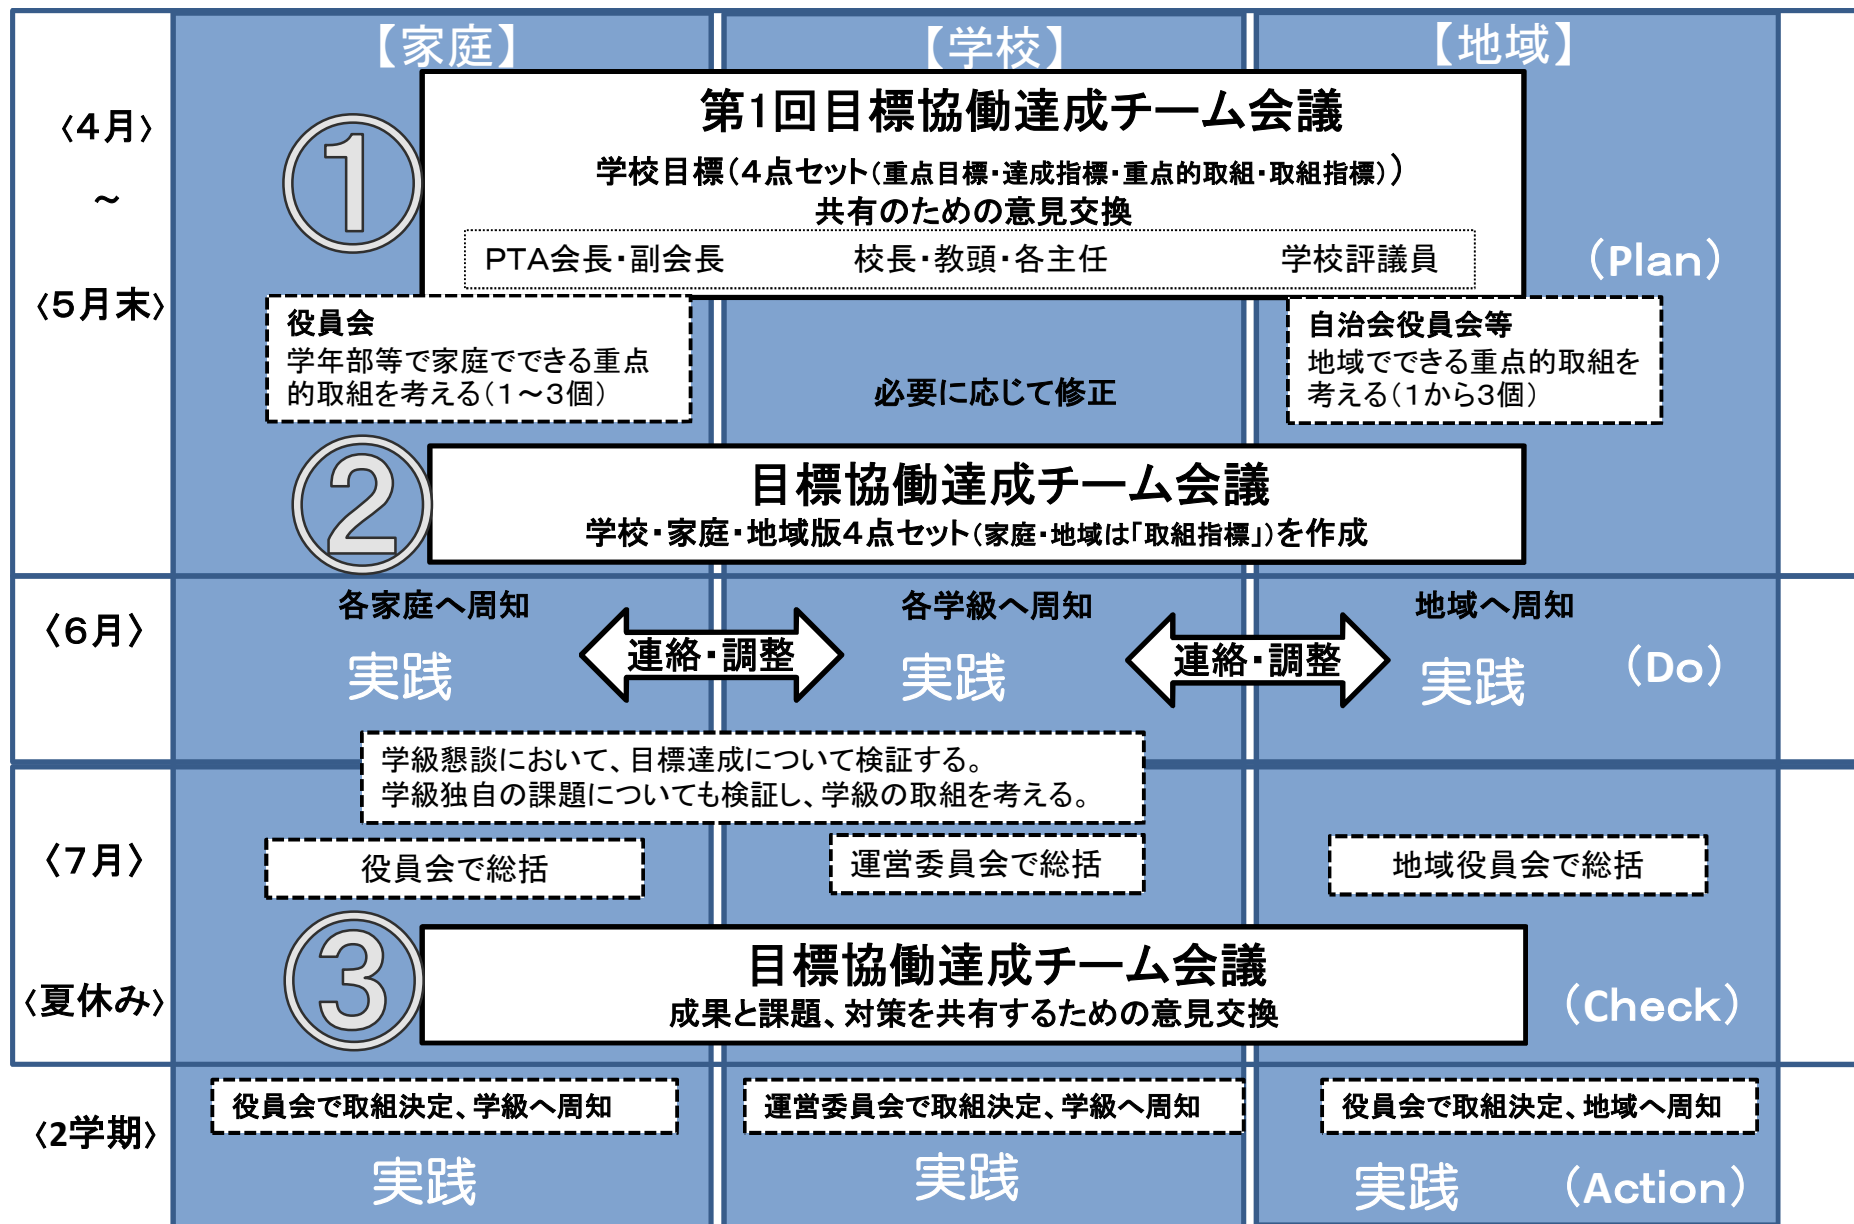 【家庭】
【学校】
【地域】
〈4月〉
～
〈5月末〉
①
第1回目標協働達成チーム会議
学校目標（4点セット（重点目標・達成指標・重点的取組・取組指標））
共有のための意見交換
PTA会長・副会長
校長・教頭・各主任
学校評議員
（Plan）
役員会
学年部等で家庭でできる重点
的取組を考える（1～3個）
必要に応じて修正
自治会役員会等
地域でできる重点的取組を
考える（1から3個）
②
目標協働達成チーム会議
学校・家庭・地域版4点セット（家庭・地域は「取組指標」）を作成
〈6月〉
各家庭へ周知
各学級へ周知
地域へ周知
実践
連絡・調整
実践
連絡・調整
実践
（Do）
学級懇談において、目標達成について検証する。
学級独自の課題についても検証し、学級の取組を考える。
〈7月〉
役員会で総括
運営委員会で総括
地域役員会で総括
③
目標協働達成チーム会議
成果と課題、対策を共有するための意見交換
〈夏休み〉
（Check）
〈2学期〉
役員会で取組決定、学級へ周知
運営委員会で取組決定、学級へ周知
役員会で取組決定、地域へ周知
実践
実践
実践
（Action）